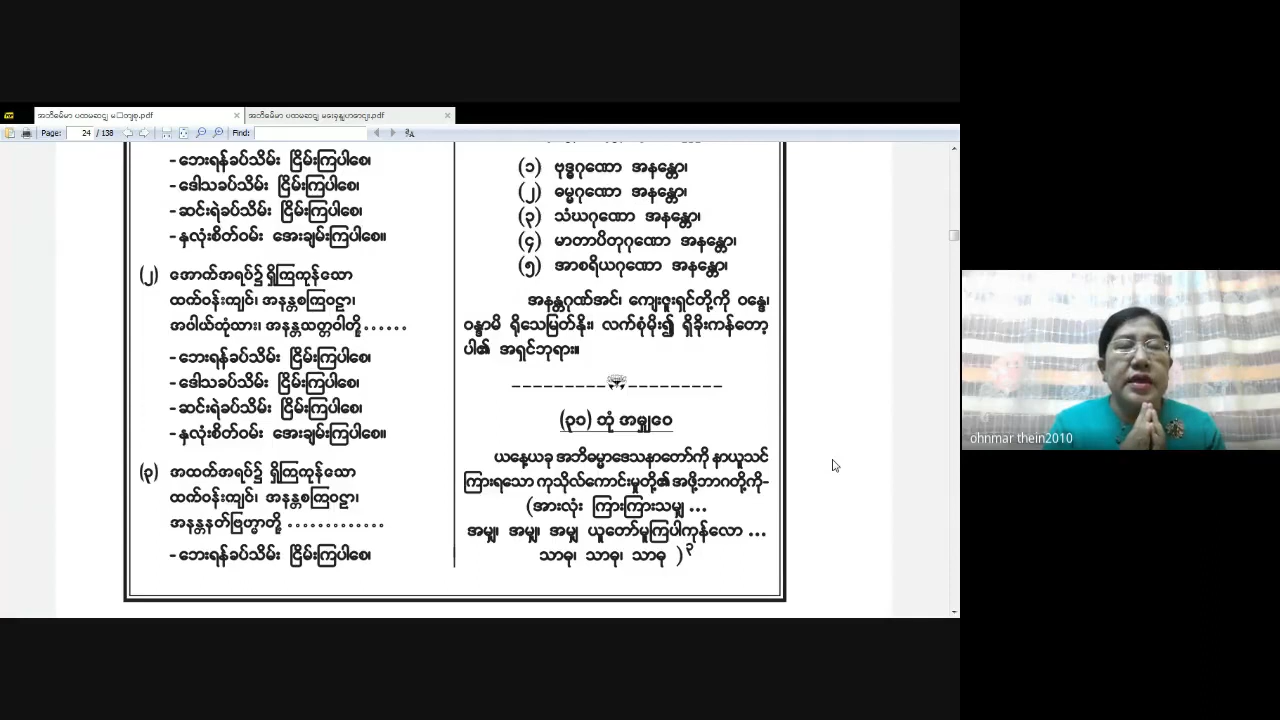 Page: 24 / 138
Find:
-ဘေးရန်ခပ်သိမ်း ငြိမ်းကြပါစေ၊
-ဒေါသခပ်သိမ်း ငြိမ်းကြပါစေ၊
-ဆင်းရဲခပ်သိမ်း ငြိမ်းကြပါစေ၊
-နှလုံးစိတ်ဝမ်း အေးချမ်းကြပါစေ။
(၂) အောက်အရပ်၌ ရှိကြကုန်သော
ထက်ဝန်းကျင်၊ အနန္တစကြဝဠာ၊
အပါယ်ဘုံသား၊ အနန္တသတ္တဝါတို့......
-ဘေးရန်ခပ်သိမ်း ငြိမ်းကြပါစေ၊
-ဒေါသခပ်သိမ်း ငြိမ်းကြပါစေ၊
-ဆင်းရဲခပ်သိမ်း ငြိမ်းကြပါစေ၊
-နှလုံးစိတ်ဝမ်း အေးချမ်းကြပါစေ။
(၃) အထက်အရပ်၌ ရှိကြကုန်သော
ထက်ဝန်းကျင်၊ အနန္တစကြဝဠာ၊
အနန္တနတ်ဗြဟ္မာတို့ .............
-ဘေးရန်ခပ်သိမ်း ငြိမ်းကြပါစေ၊
(၁) ဗုဒ္ဓဂုဏော အနန္တော၊
(၂) ဓမ္မဂုဏော အနန္တော၊
(၃) သံဃဂုဏော အနန္တော၊
(၄) မာတာပိတုဂုဏော အနန္တော၊
(၅) အာစရိယဂုဏော အနန္တော၊
အနန္တဂုဏ်အင်၊ ကျေးဇူးရှင်တို့ကို ဝန္ဒေ၊
ဝန္ဒာမိ ရိုသေမြတ်နိုး၊ လက်စုံမိုး၍ ရှိခိုးကန်တော့
ပါ၏ အရှင်ဘုရား။
(၃၁) ဘုံ အမျှဝေ
ယနေ့ယခု အဘိဓမ္မာဒေသနာတော်ကို နာယူသင်
ကြားရသော ကုသိုလ်ကောင်းမှုတို့၏ အဖို့ဘာဂတို့ကို-
(အားလုံး ကြားကြားသမျှ ...
အမျှ၊ အမျှ၊ အမျှ ယူတော်မူကြပါကုန်လော ...
သာဓု၊ သာဓု၊ သာဓု )၃
ohnmar thein2010